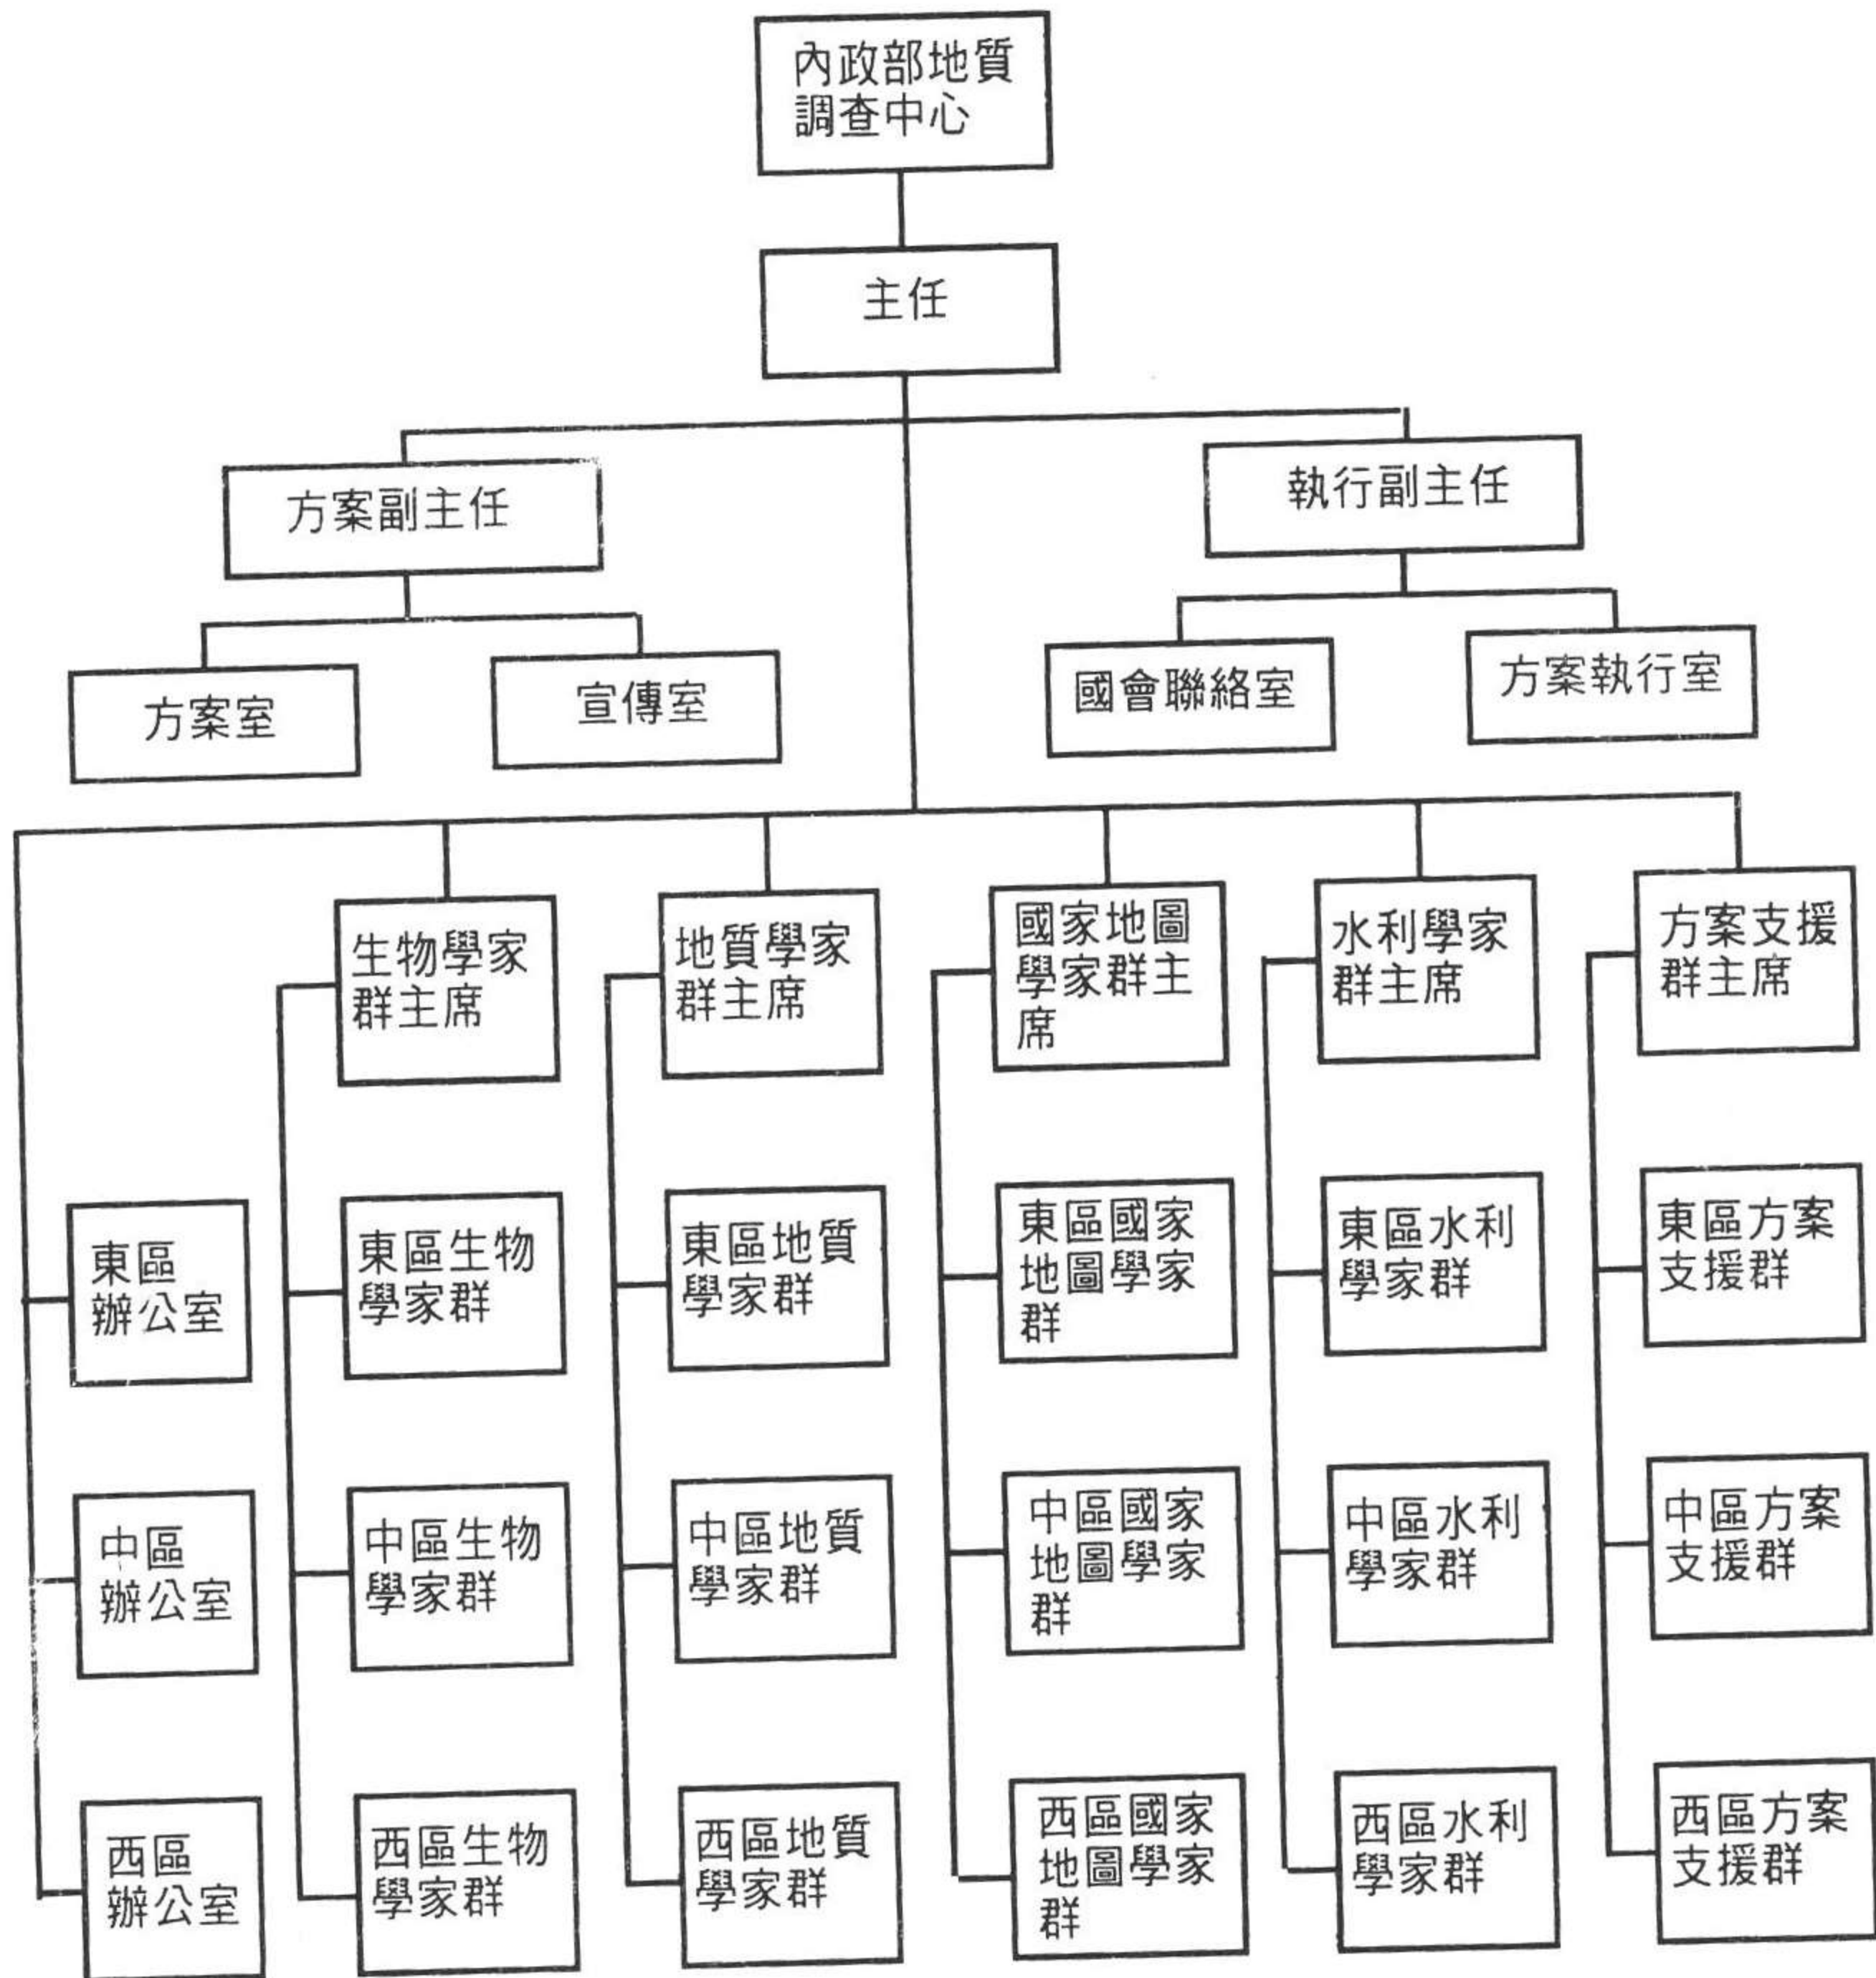 內政部地質
調查中心
主任
方案副主任
執行副主任
方案室
宣傳室
國會聯絡室
方案執行室
生物學家
群主席
地質學家
群主席
國家地圖
學家群主
席
水利學家
群主席
方案支援
群主席
東區
辦公室
東區生物
學家群
東區地質
學家群
東區國家
地圖學家
群
東區水利
學家群
東區方案
支援群
中區
辦公室
中區生物
學家群
中區地質
學家群
中區國家
地圖學家
群
中區水利
學家群
中區方案
支援群
西區
辦公室
西區生物
學家群
西區地質
學家群
西區國家
地圖學家
群
西區水利
學家群
西區方案
支援群